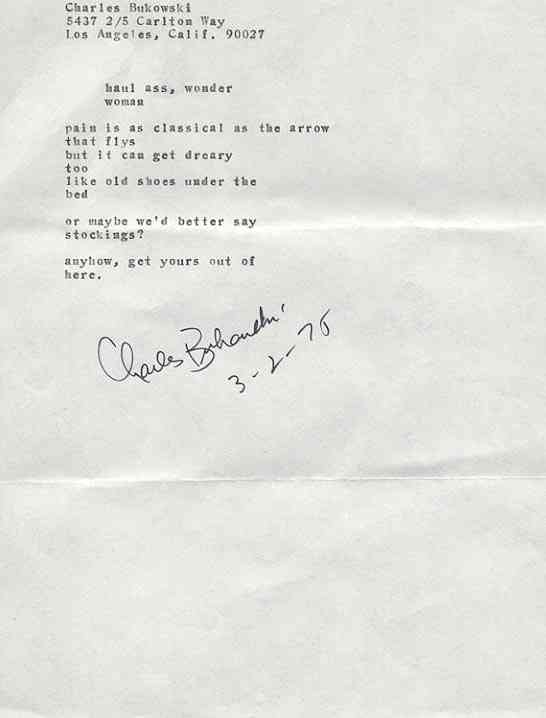 Charles Bukowski
5437 2/5 Carlton Way
Los Angeles, Calif. 90027
haul ass, wonder
woman
pain is as classical as the arrow
that flys
but it can get dreary
too
like old shoes under the
bed
or maybe we'd better say
stockings?
anyhow, get yours out of
here.
Charles Bukowski
3-2-75